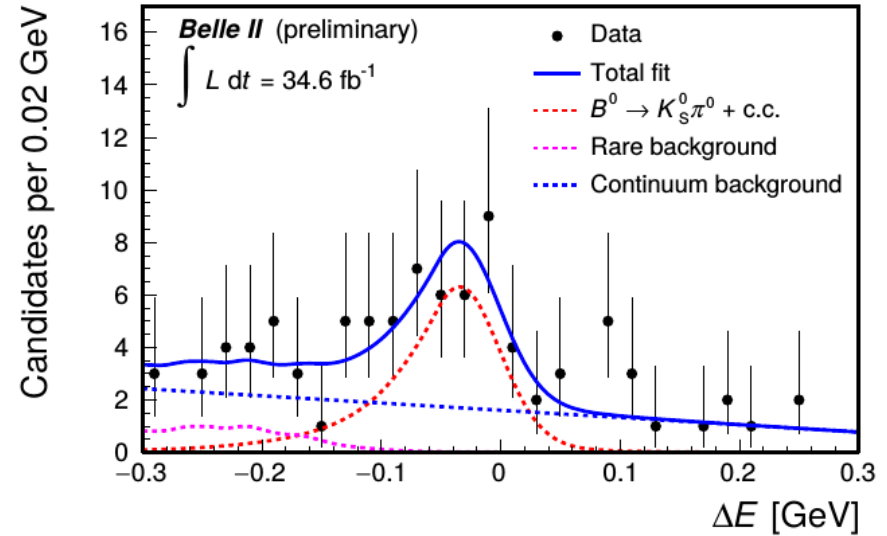 Candidates per 0.02 GeV
16
14
12
10
8
6
4
2
0
Belle II (preliminary)
∫ L dt = 34.6 fb⁻¹
Data
Total fit
B⁰ → K⁰_S π⁰ + c.c.
Rare background
Continuum background
−0.3 −0.2 −0.1 0 0.1 0.2 0.3
ΔE [GeV]